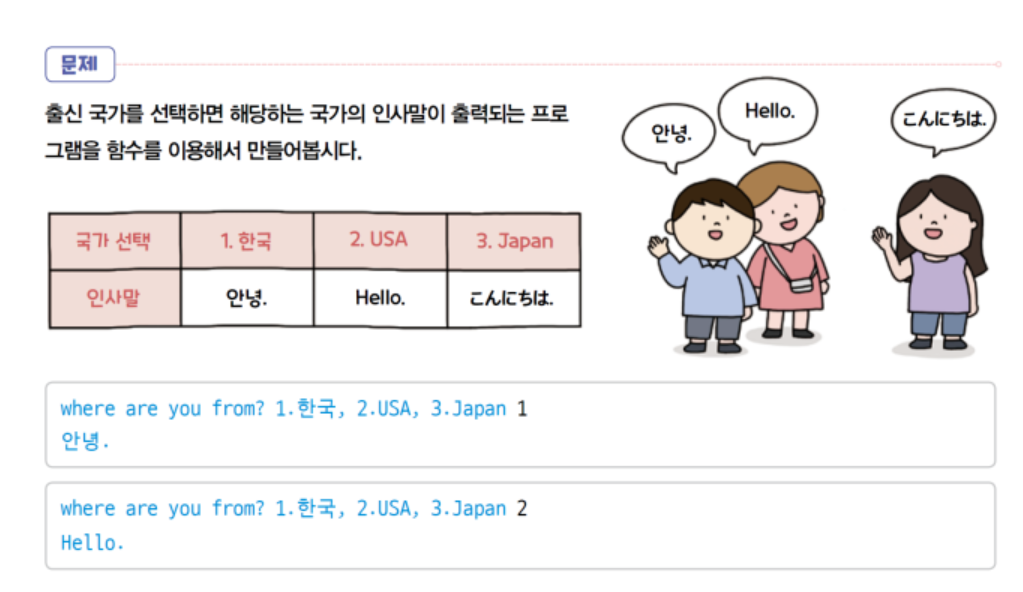 문제
출신 국가를 선택하면 해당하는 국가의 인사말이 출력되는 프로
그램을 함수를 이용해서 만들어봅시다.
안녕.
Hello.
こんにちは.
국가 선택 1. 한국 2. USA 3. Japan
인사말 안녕. Hello. こんにちは.
where are you from? 1.한국, 2.USA, 3.Japan 1
안녕.
where are you from? 1.한국, 2.USA, 3.Japan 2
Hello.